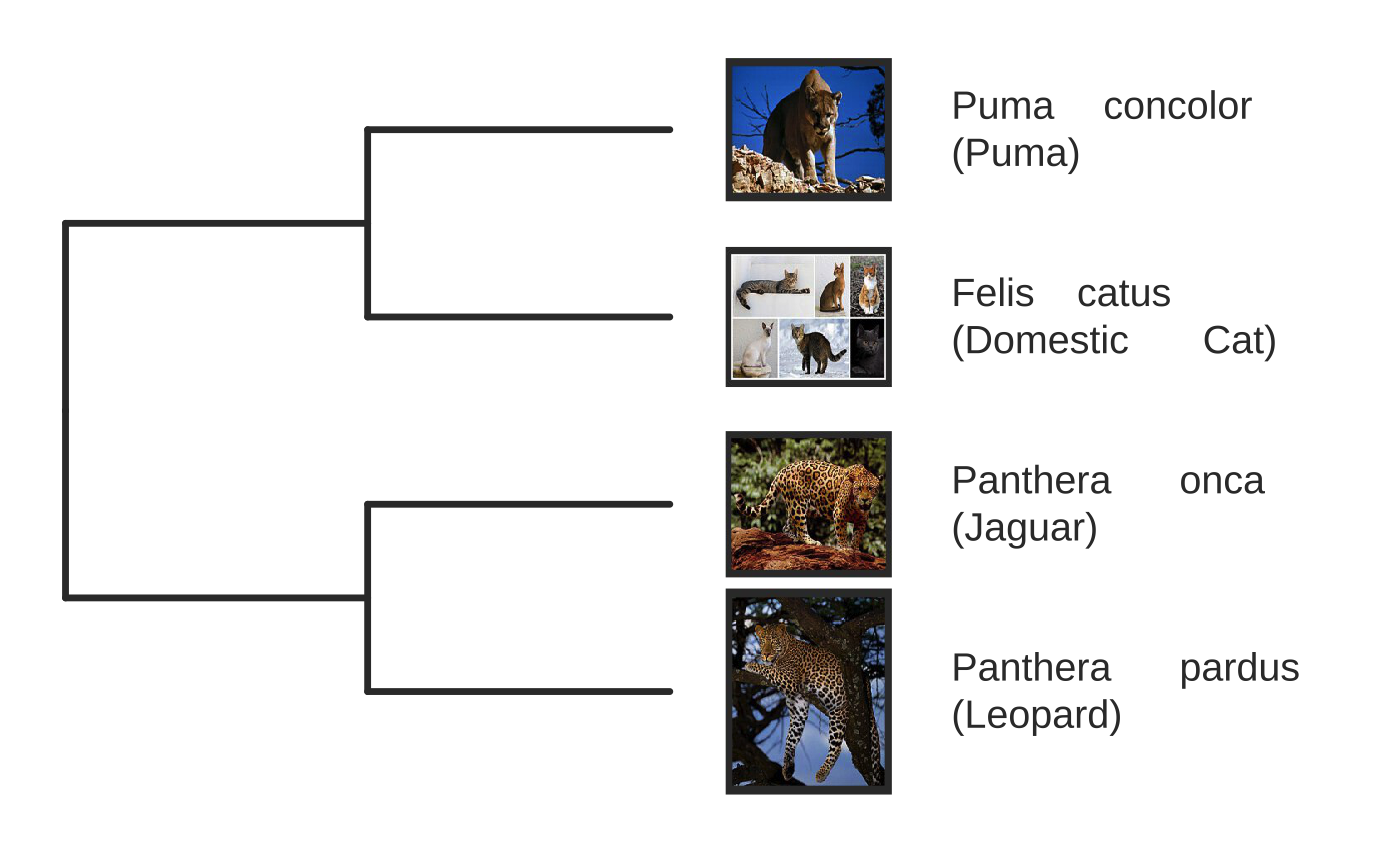 Puma concolor
(Puma)
Felis catus
(Domestic Cat)
Panthera onca
(Jaguar)
Panthera pardus
(Leopard)